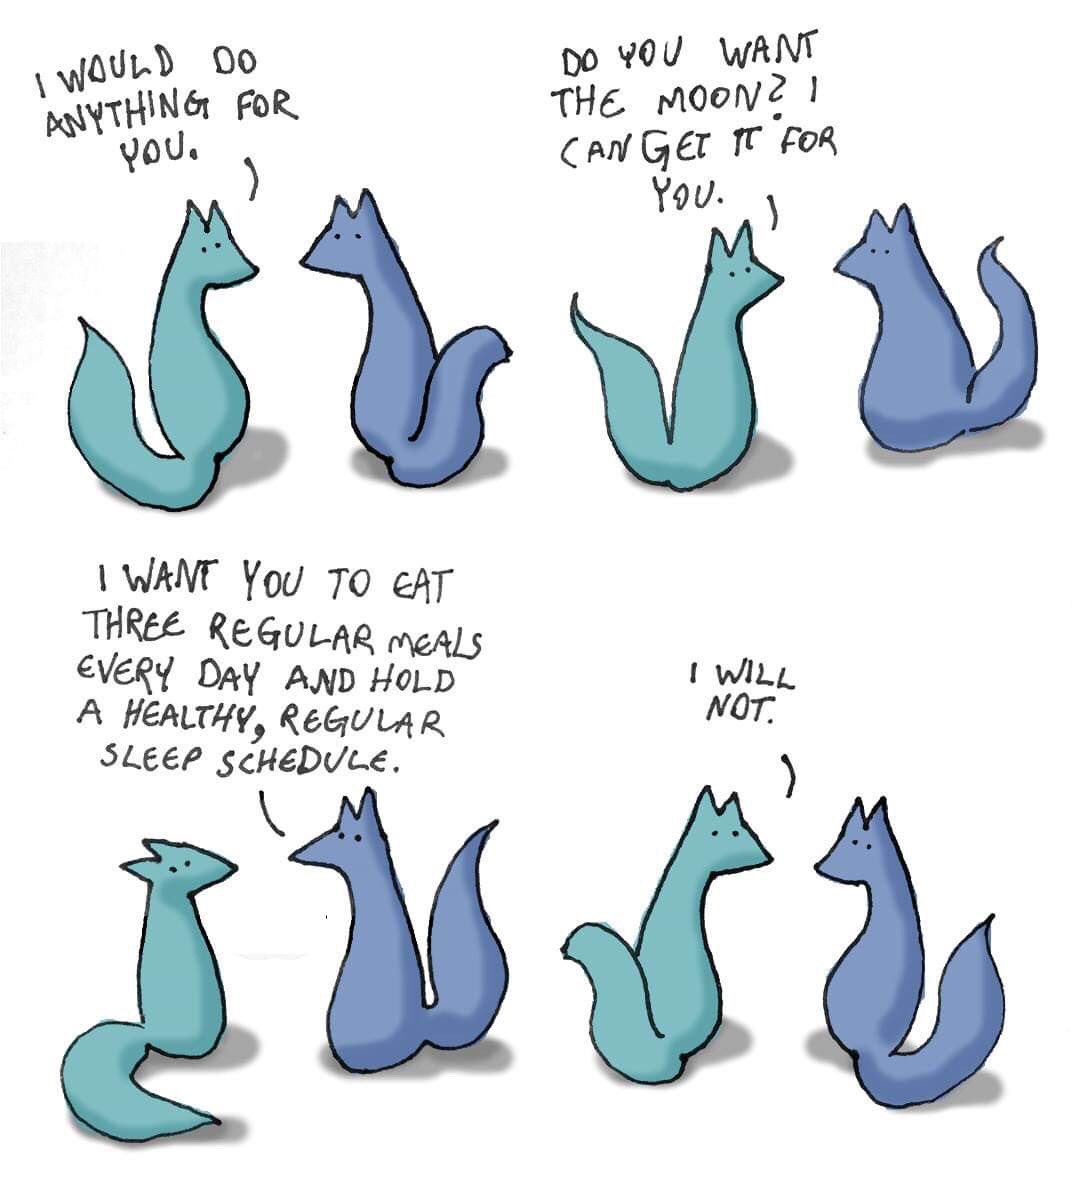 I WOULD DO
ANYTHING FOR
YOU.
DO YOU WANT
THE MOON? I
CAN GET IT FOR
YOU.
I WANT YOU TO EAT
THREE REGULAR MEALS
EVERY DAY AND HOLD
A HEALTHY, REGULAR
SLEEP SCHEDULE.
I WILL
NOT.